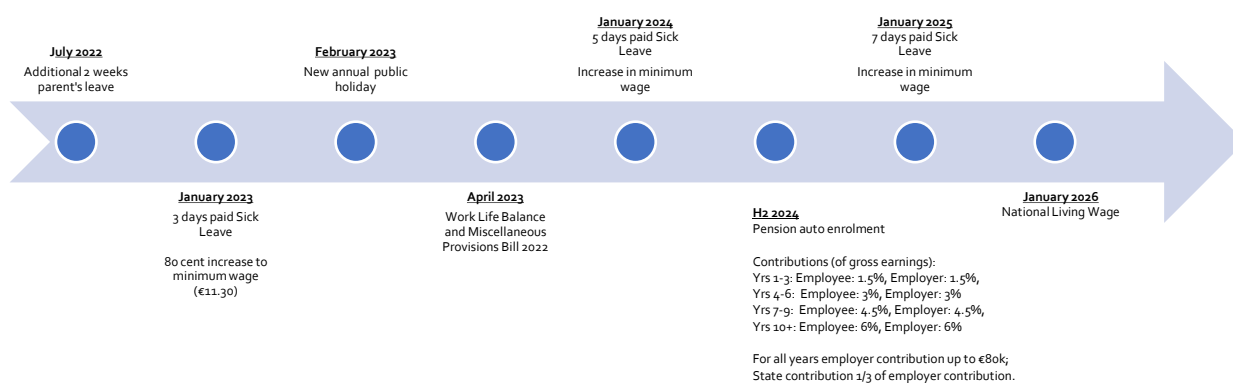 July 2022
Additional 2 weeks
parent's leave
January 2023
3 days paid Sick
Leave
80 cent increase to
minimum wage
(€11.30)
February 2023
New annual public
holiday
April 2023
Work Life Balance
and Miscellaneous
Provisions Bill 2022
January 2024
5 days paid Sick
Leave
Increase in minimum
wage
H2 2024
Pension auto enrolment
Contributions (of gross earnings):
Yrs 1-3: Employee: 1.5%, Employer: 1.5%,
Yrs 4-6: Employee: 3%, Employer: 3%
Yrs 7-9: Employee: 4.5%, Employer: 4.5%,
Yrs 10+: Employee: 6%, Employer: 6%
For all years employer contribution up to €80k;
State contribution 1/3 of employer contribution.
January 2025
7 days paid Sick
Leave
Increase in minimum
wage
January 2026
National Living Wage